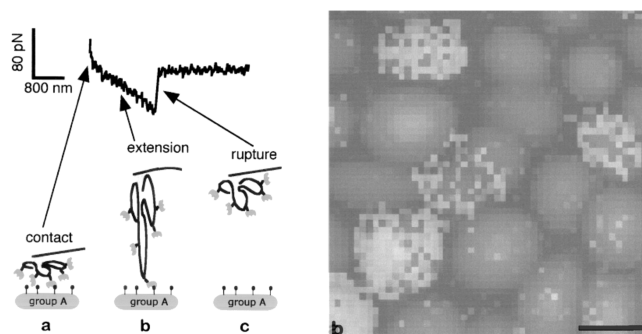 80 pN
800 nm
extension
rupture
contact
group A
group A
group A
a
b
c
b